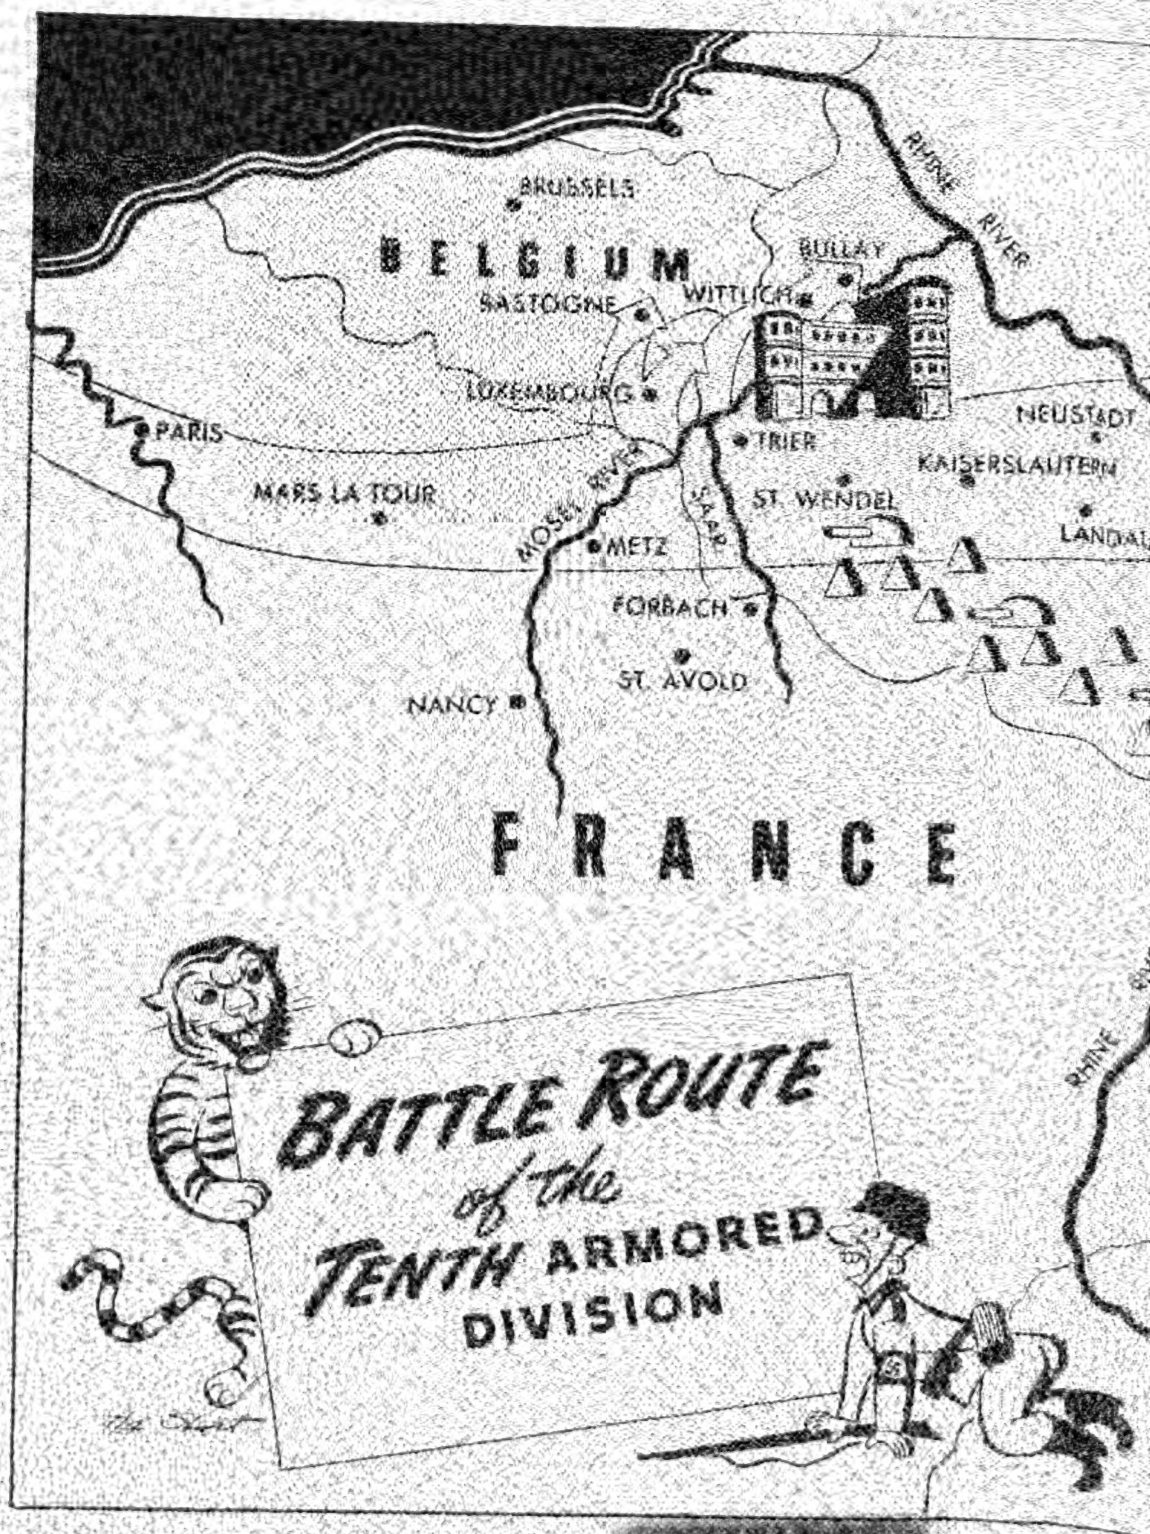 BRUSSELS
BELGIUM
RHINE
RIVER
BULLAY
BASTOGNE
WITTLICH
LUXEMBOURG
NEUSTADT
PARIS
TRIER
KAISERSLAUTERN
MARS LA TOUR
MOSEL RIVER
SAAR
ST. WENDEL
LANDAU
METZ
FORBACH
ST. AVOLD
NANCY
FRANCE
RHINE
BATTLE ROUTE
of the
TENTH ARMORED
DIVISION